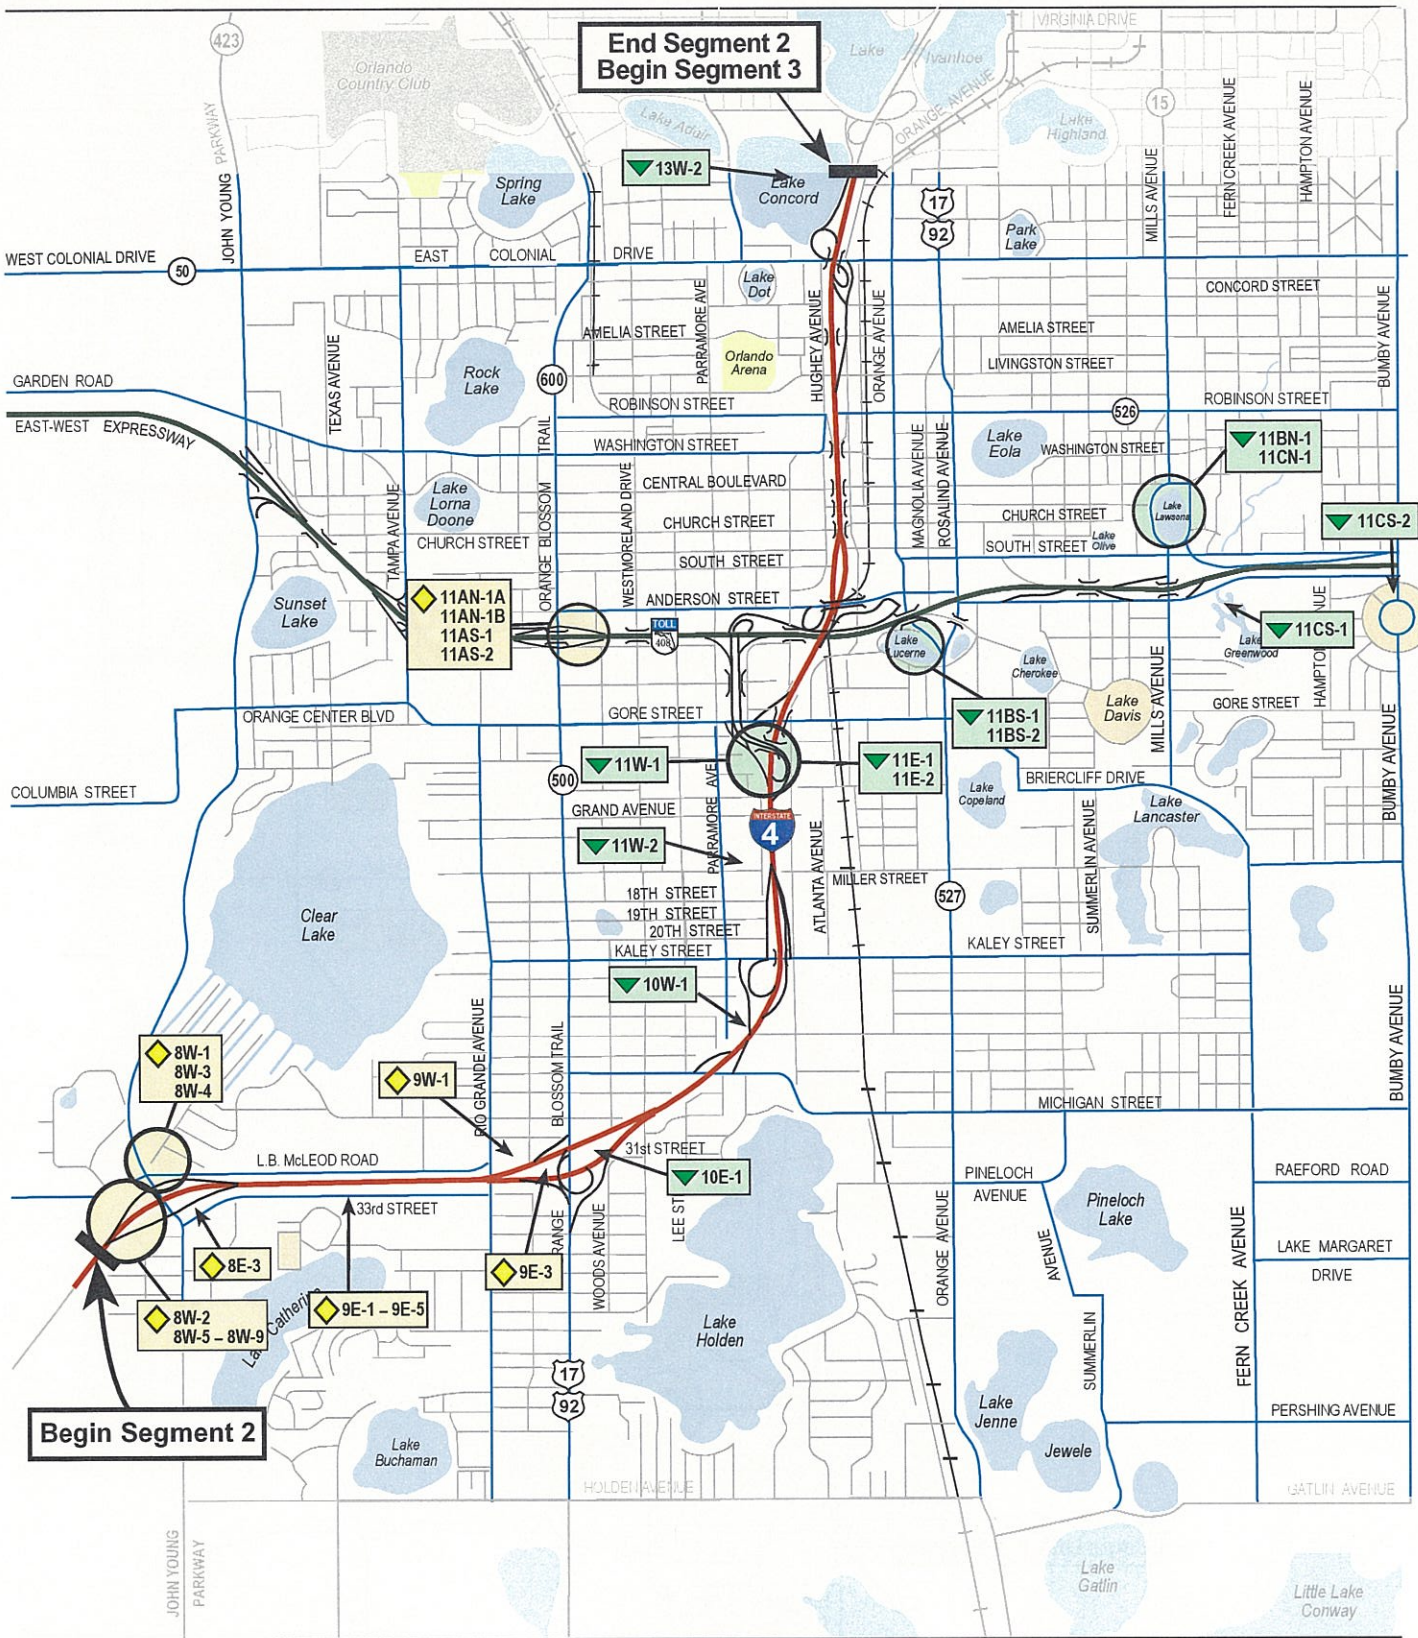 VIRGINIA DRIVE
423
End Segment 2
Begin Segment 3
Lake
Ivanhoe
Orlando
Country Club
ORANGE AVENUE
Lake Adair
15
Lake
Highland
JOHN YOUNG PARKWAY
13W-2
Lake
Concord
Spring
Lake
17
92
Park
Lake
MILLS AVENUE
FERN CREEK AVENUE
HAMPTON AVENUE
WEST COLONIAL DRIVE
50
EAST COLONIAL DRIVE
Lake
Dot
CONCORD STREET
PARRAMORE AVE
HUGHEY AVENUE
ORANGE AVENUE
AMELIA STREET
AMELIA STREET
BUMBY AVENUE
TEXAS AVENUE
Rock
Lake
Orlando
Arena
LIVINGSTON STREET
GARDEN ROAD
600
ROBINSON STREET
526
ROBINSON STREET
EAST-WEST EXPRESSWAY
WASHINGTON STREET
Lake
Eola
WASHINGTON STREET
11BN-1
11CN-1
MAGNOLIA AVENUE
ROSALIND AVENUE
Lake
Lorna
Doone
CENTRAL BOULEVARD
WESTMORELAND DRIVE
TAMPA AVENUE
CHURCH STREET
CHURCH STREET
CHURCH STREET
Lake
Lawsona
11CS-2
SOUTH STREET
SOUTH STREET
Lake
Olive
ORANGE BLOSSOM TRAIL
Sunset
Lake
11AN-1A
11AN-1B
11AS-1
11AS-2
ANDERSON STREET
TOLL
408
Lake
Lucerne
Lake
Cherokee
Lake
Greenwood
11CS-1
HAMPTON
NUE
Lake
Davis
MILLS AVENUE
GORE STREET
ORANGE CENTER BLVD
GORE STREET
11BS-1
11BS-2
11W-1
11E-1
11E-2
COLUMBIA STREET
500
BRIERCLIFF DRIVE
Lake
Copeland
Lake
Lancaster
BUMBY AVENUE
GRAND AVENUE
PARRAMORE AVE
INTERSTATE
4
11W-2
ATLANTA AVENUE
SUMMERLIN AVENUE
MILLER STREET
18TH STREET
527
Clear
Lake
19TH STREET
20TH STREET
KALEY STREET
KALEY STREET
10W-1
RIO GRANDE AVENUE
BLOSSOM TRAIL
BUMBY AVENUE
8W-1
8W-3
8W-4
9W-1
MICHIGAN STREET
L.B. McLEOD ROAD
31st STREET
10E-1
PINELOCH
AVENUE
RAEFORD ROAD
33rd STREET
LEE ST
Pineloch
Lake
8E-3
9E-3
RANGE
WOODS AVENUE
ORANGE AVENUE
AVENUE
FERN CREEK AVENUE
LAKE MARGARET
DRIVE
8W-2
8W-5 – 8W-9
9E-1 – 9E-5
Catherine
Lake
Holden
SUMMERLIN
17
92
Begin Segment 2
Lake
Buchaman
Lake
Jenne
Jewele
PERSHING AVENUE
HOLDEN AVENUE
GATLIN AVENUE
JOHN YOUNG
PARKWAY
Lake
Gatlin
Little Lake
Conway